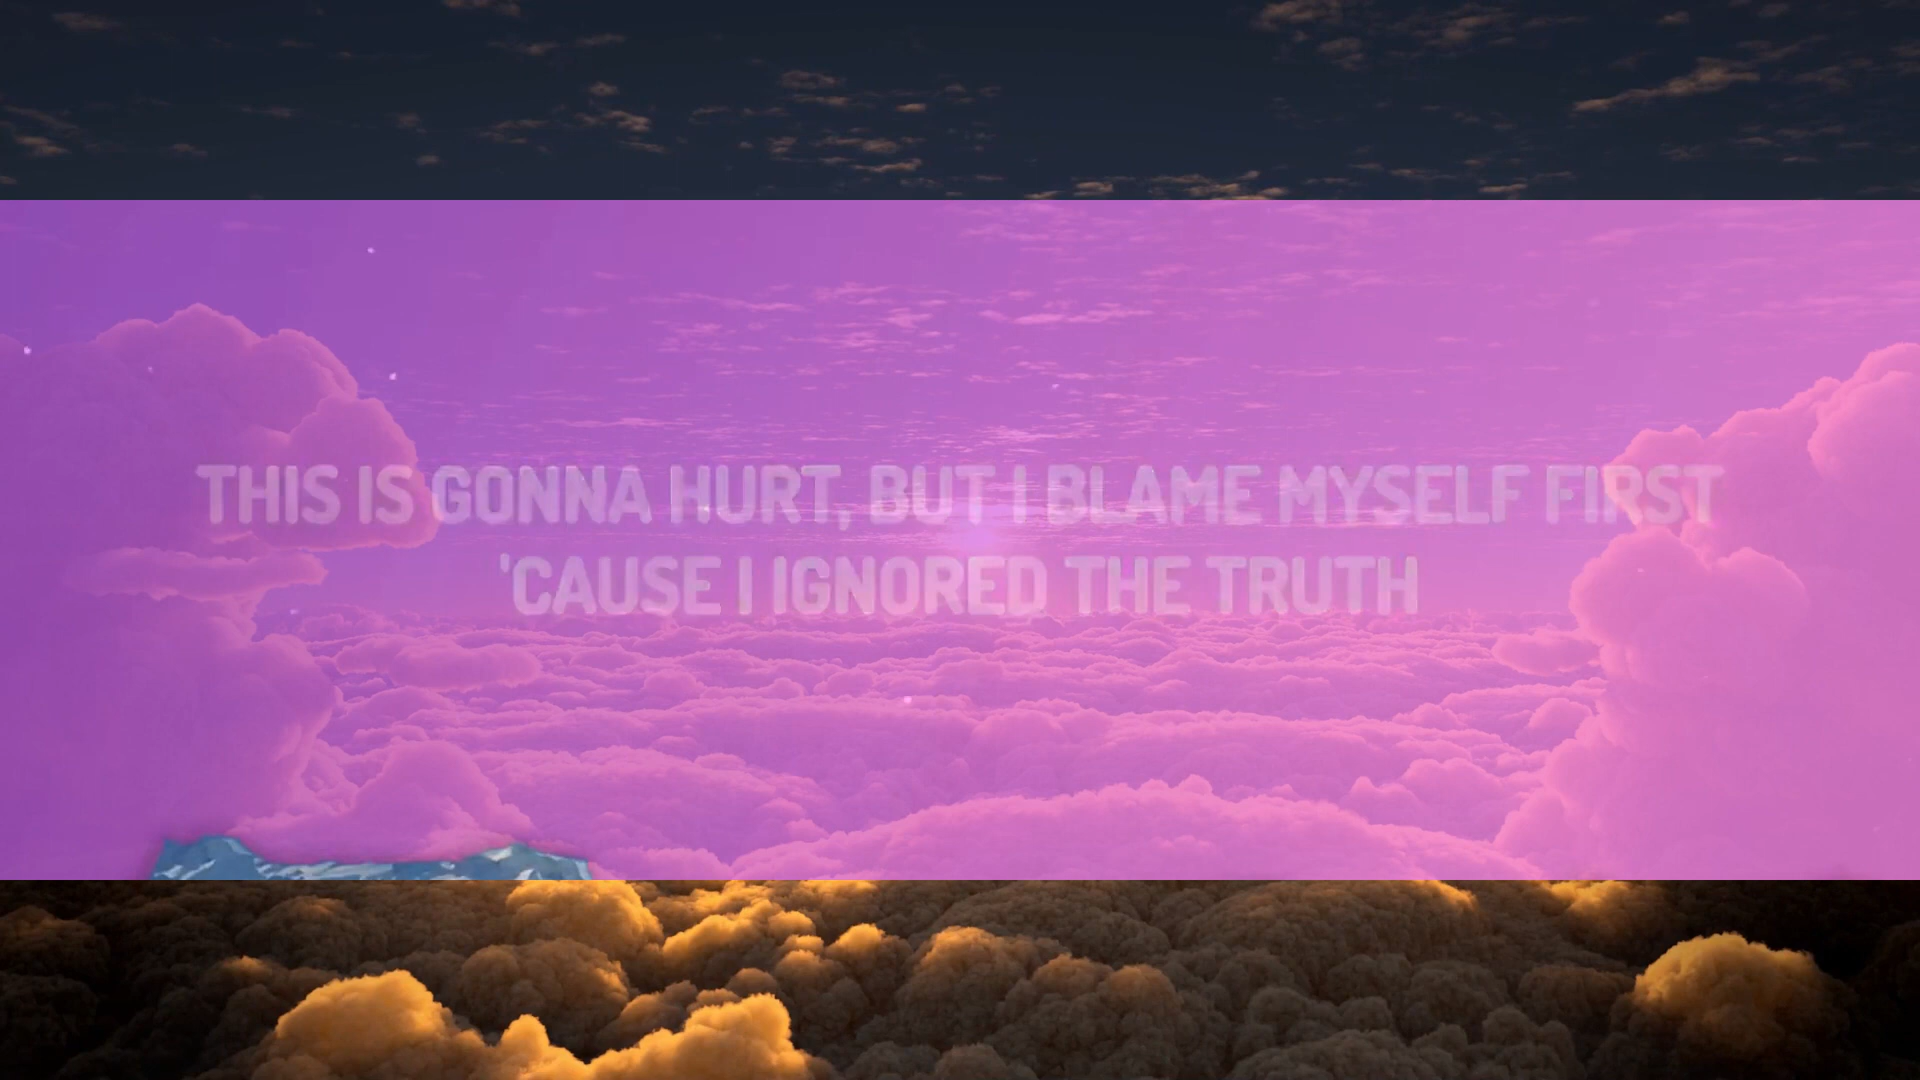 THIS IS GONNA HURT, BUT I BLAME MYSELF FIRST
'CAUSE I IGNORED THE TRUTH